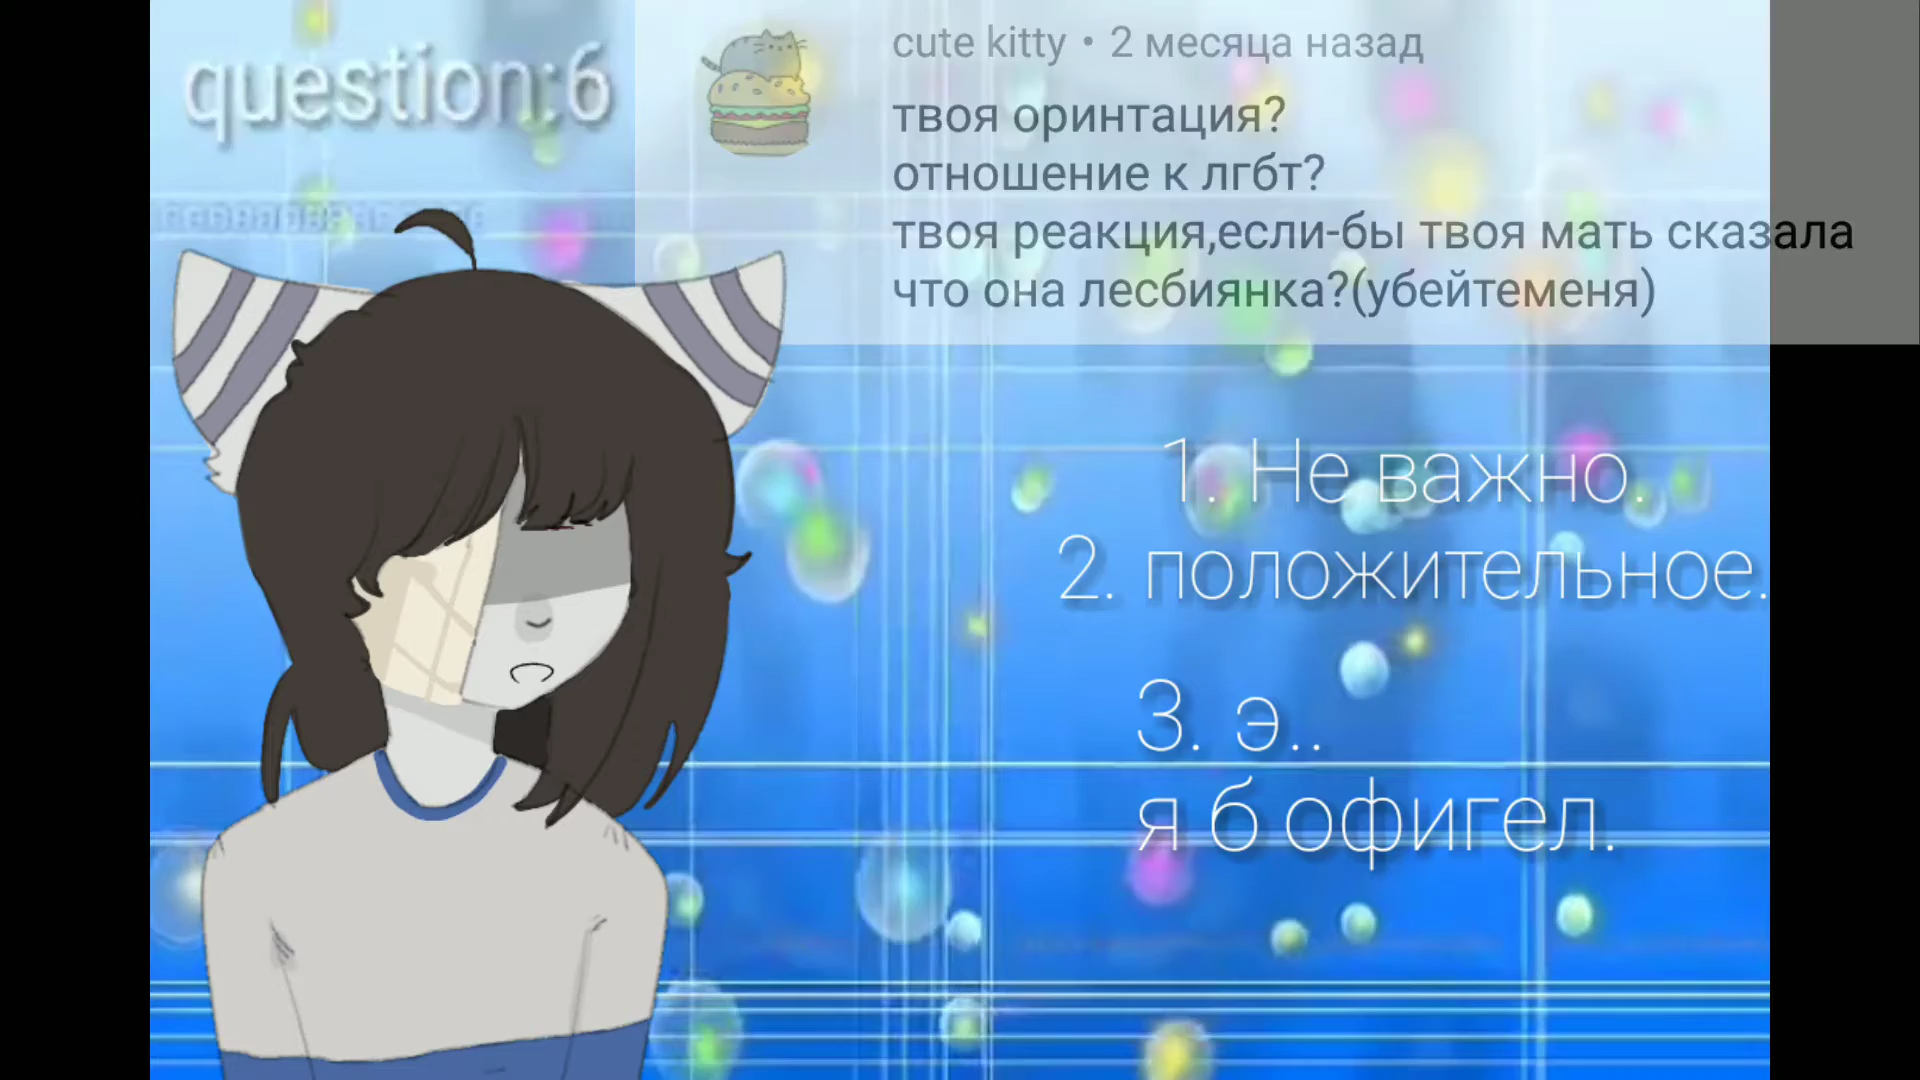 question:6
cute kitty • 2 месяца назад
твоя оринтация?
отношение к лгбт?
твоя реакция,если-бы твоя мать сказала
что она лесбиянка?(убейтеменя)
1. Не важно.
2. положительное.
3. э..
я б офигел.